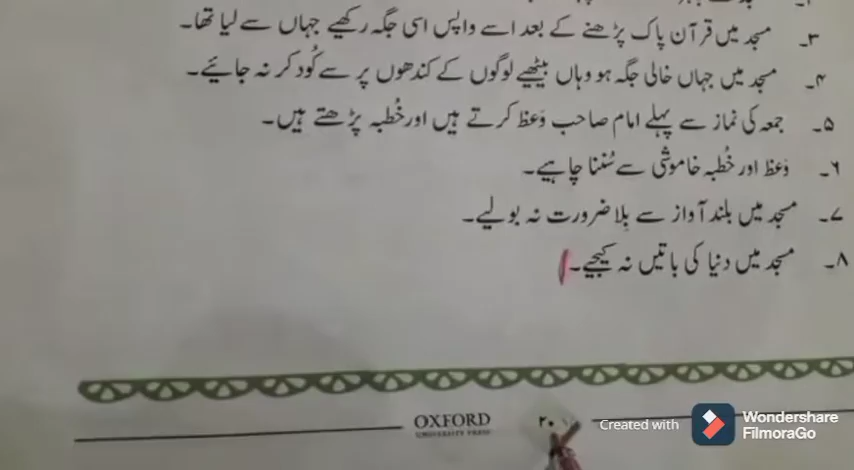 ۳۔ مسجد میں قرآن پاک پڑھنے کے بعد اسے واپس اسی جگہ رکھیے جہاں سے لیا تھا۔
۴۔ مسجد میں جہاں خالی جگہ ہو وہاں بیٹھیے لوگوں کے کندھوں پر سے کُود کر نہ جائیے۔
۵۔ جمعہ کی نماز سے پہلے امام صاحب وَعظ کرتے ہیں اور خُطبہ پڑھتے ہیں۔
۶۔ وَعظ اور خُطبہ خاموشی سے سُننا چاہیے۔
۷۔ مسجد میں بلند آواز سے بِلا ضرورت نہ بولیے۔
۸۔ مسجد میں دنیا کی باتیں نہ کیجیے۔
OXFORD
UNIVERSITY PRESS
۲۰
Created with Wondershare FilmoraGo